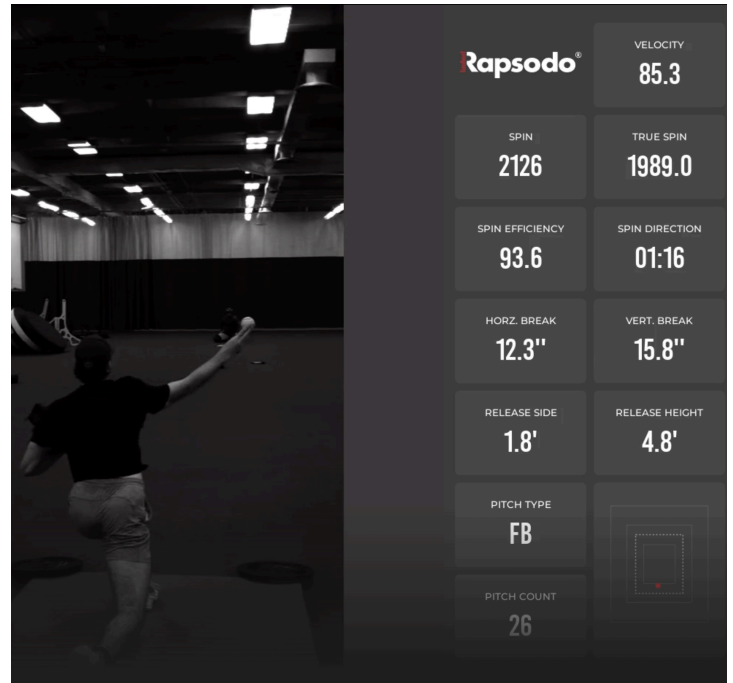 Rapsodo®
VELOCITY
85.3
SPIN
2126
TRUE SPIN
1989.0
SPIN EFFICIENCY
93.6
SPIN DIRECTION
01:16
HORZ. BREAK
12.3"
VERT. BREAK
15.8"
RELEASE SIDE
1.8'
RELEASE HEIGHT
4.8'
PITCH TYPE
FB
PITCH COUNT
26